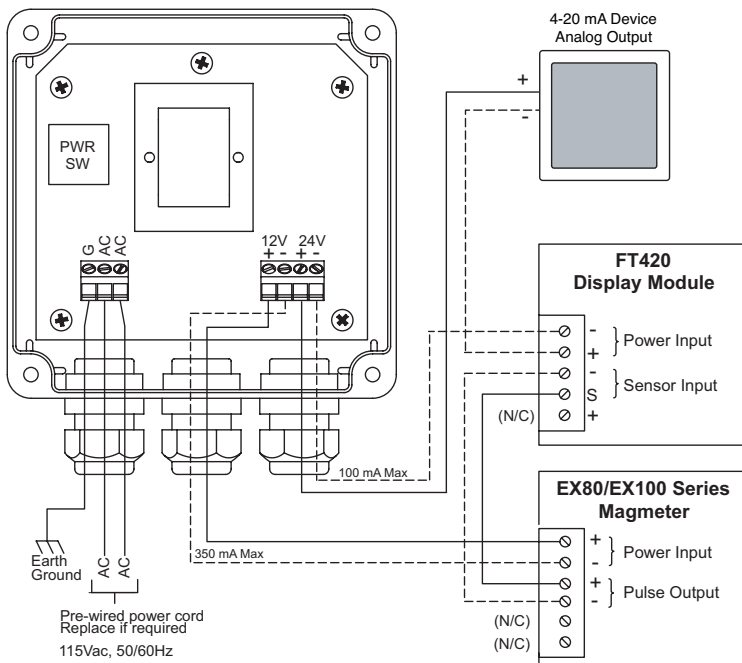 4-20 mA Device
Analog Output
+
-
PWR
SW
G
AC
AC
12V 24V
+ - + -
FT420
Display Module
-
+
Power Input
-
S
Sensor Input
(N/C) +
100 mA Max
EX80/EX100 Series
Magmeter
+
-
Power Input
+
-
Pulse Output
(N/C)
(N/C)
350 mA Max
Earth
Ground
AC
AC
Pre-wired power cord
Replace if required
115Vac, 50/60Hz